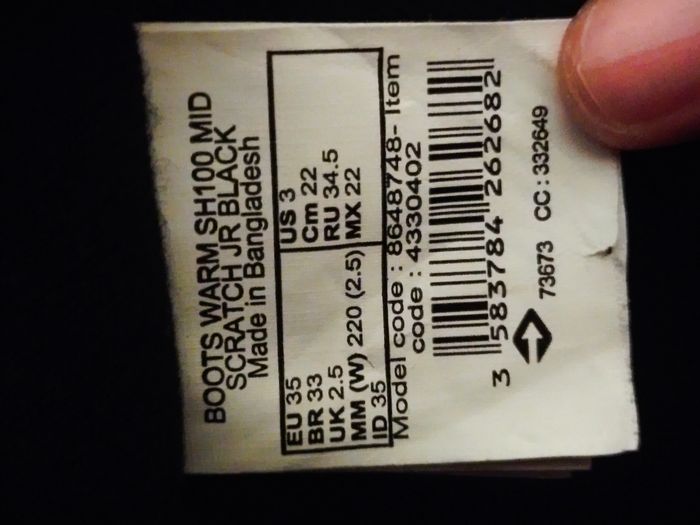 BOOTS WARM SH100 MID
SCRATCH JR BLACK
Made in Bangladesh
EU 35
BR 33
UK 2.5
MM (W) 220 (2.5)
ID 35
US 3
Cm 22
RU 34.5
MX 22
Model code : 8648748- Item
code : 4330402
3 583784 262682
73673 CC : 332649